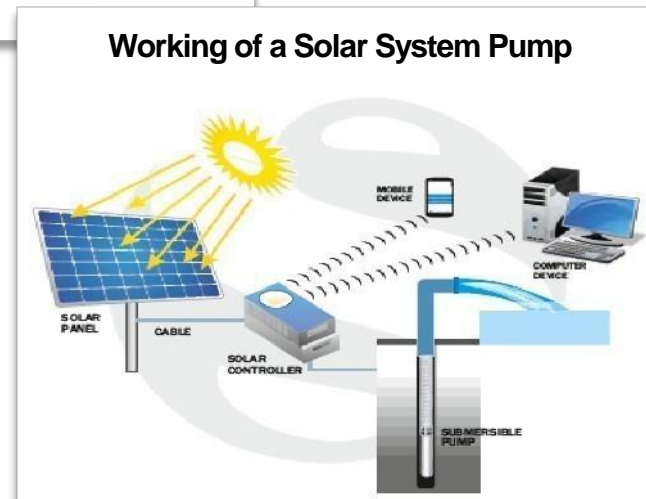 Working of a Solar System Pump
MOBILE
DEVICE
COMPUTER
DEVICE
SOLAR
PANEL
CABLE
SOLAR
CONTROLLER
SUBMERSIBLE
PUMP